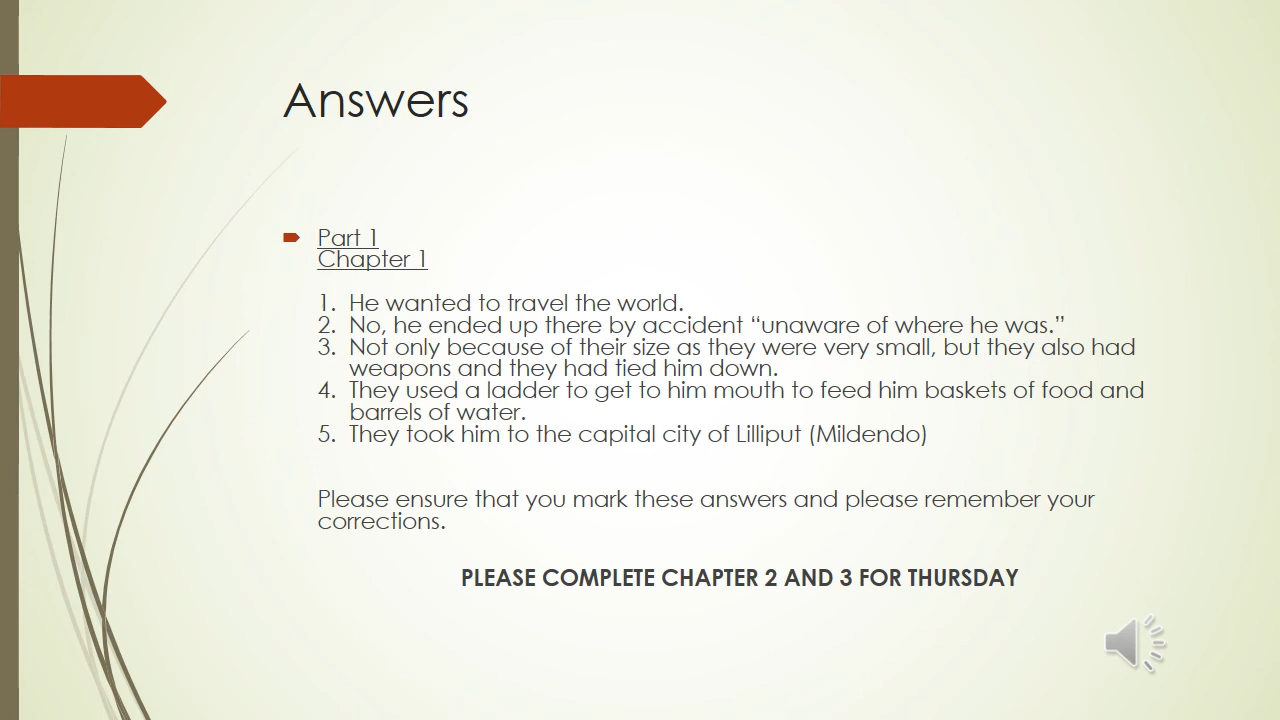 Answers
Part 1
Chapter 1
1. He wanted to travel the world.
2. No, he ended up there by accident “unaware of where he was.”
3. Not only because of their size as they were very small, but they also had
weapons and they had tied him down.
4. They used a ladder to get to him mouth to feed him baskets of food and
barrels of water.
5. They took him to the capital city of Lilliput (Mildendo)
Please ensure that you mark these answers and please remember your
corrections.
PLEASE COMPLETE CHAPTER 2 AND 3 FOR THURSDAY